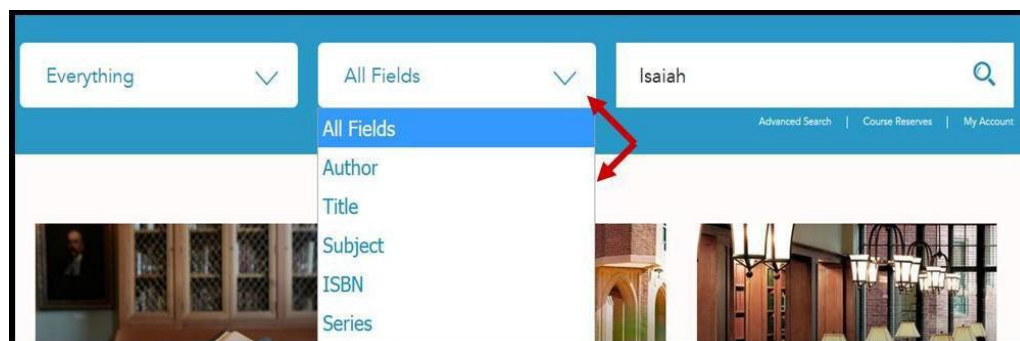 Everything
All Fields
Isaiah
Advanced Search | Course Reserves | My Account
All Fields
Author
Title
Subject
ISBN
Series